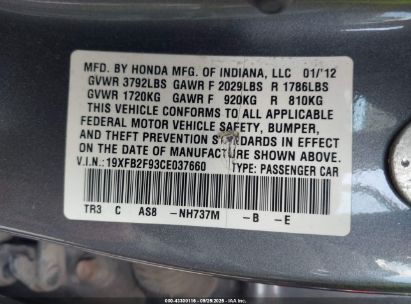 MFD. BY HONDA MFG. OF INDIANA, LLC 01/'12
GVWR 3792LBS GAWR F 2029LBS R 1786LBS
GVWR 1720KG GAWR F 920KG R 810KG
THIS VEHICLE CONFORMS TO ALL APPLICABLE
FEDERAL MOTOR VEHICLE SAFETY, BUMPER,
AND THEFT PREVENTION STANDARDS IN EFFECT
ON THE DATE OF MANUFACTURE SHOWN ABOVE.
V.I.N. 19XFB2F93CE037660 TYPE: PASSENGER CAR
TR3 C AS8 -NH737M -B -E